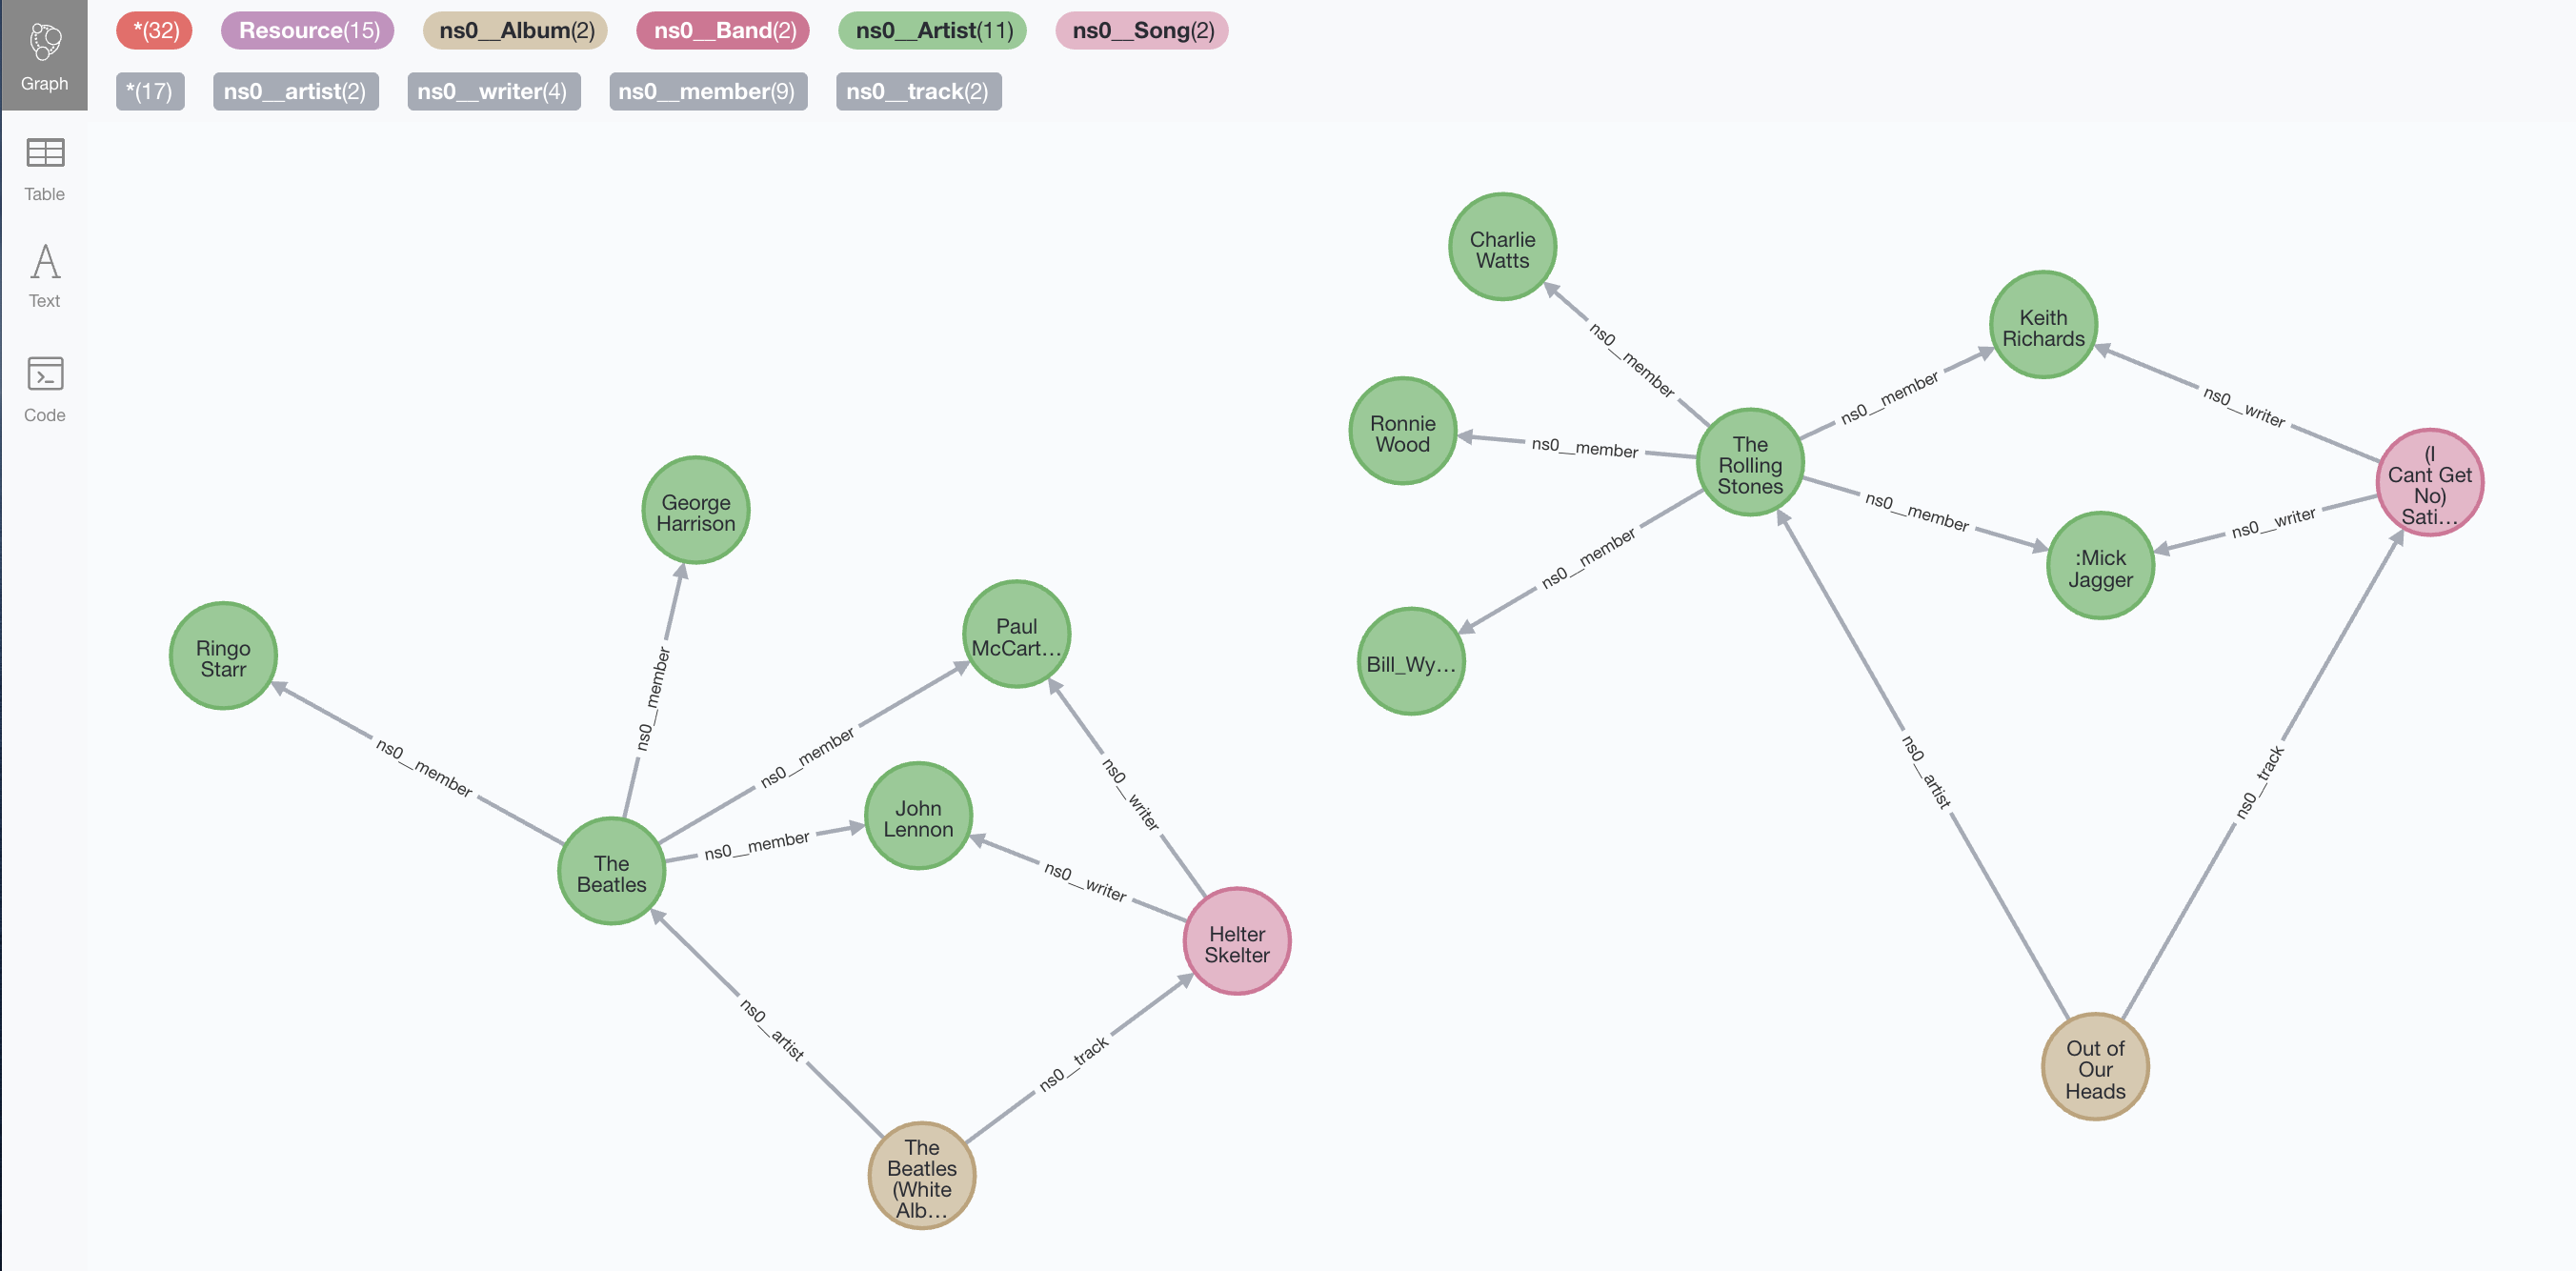 *(32) Resource(15) ns0__Album(2) ns0__Band(2) ns0__Artist(11) ns0__Song(2)
*(17) ns0__artist(2) ns0__writer(4) ns0__member(9) ns0__track(2)
Graph
Table
Text
Code
Charlie
Watts
Keith
Richards
Ronnie
Wood
The
Rolling
Stones
(I
Cant Get
No)
Sati...
:Mick
Jagger
Bill_Wy...
ns0__member
ns0__member
ns0__member
ns0__member
ns0__member
ns0__writer
ns0__writer
ns0__artist
ns0__track
Out of
Our
Heads
George
Harrison
Ringo
Starr
Paul
McCart...
John
Lennon
The
Beatles
Helter
Skelter
ns0__member
ns0__member
ns0__member
ns0__member
ns0__writer
ns0__writer
ns0__artist
ns0__track
The
Beatles
(White
Alb...